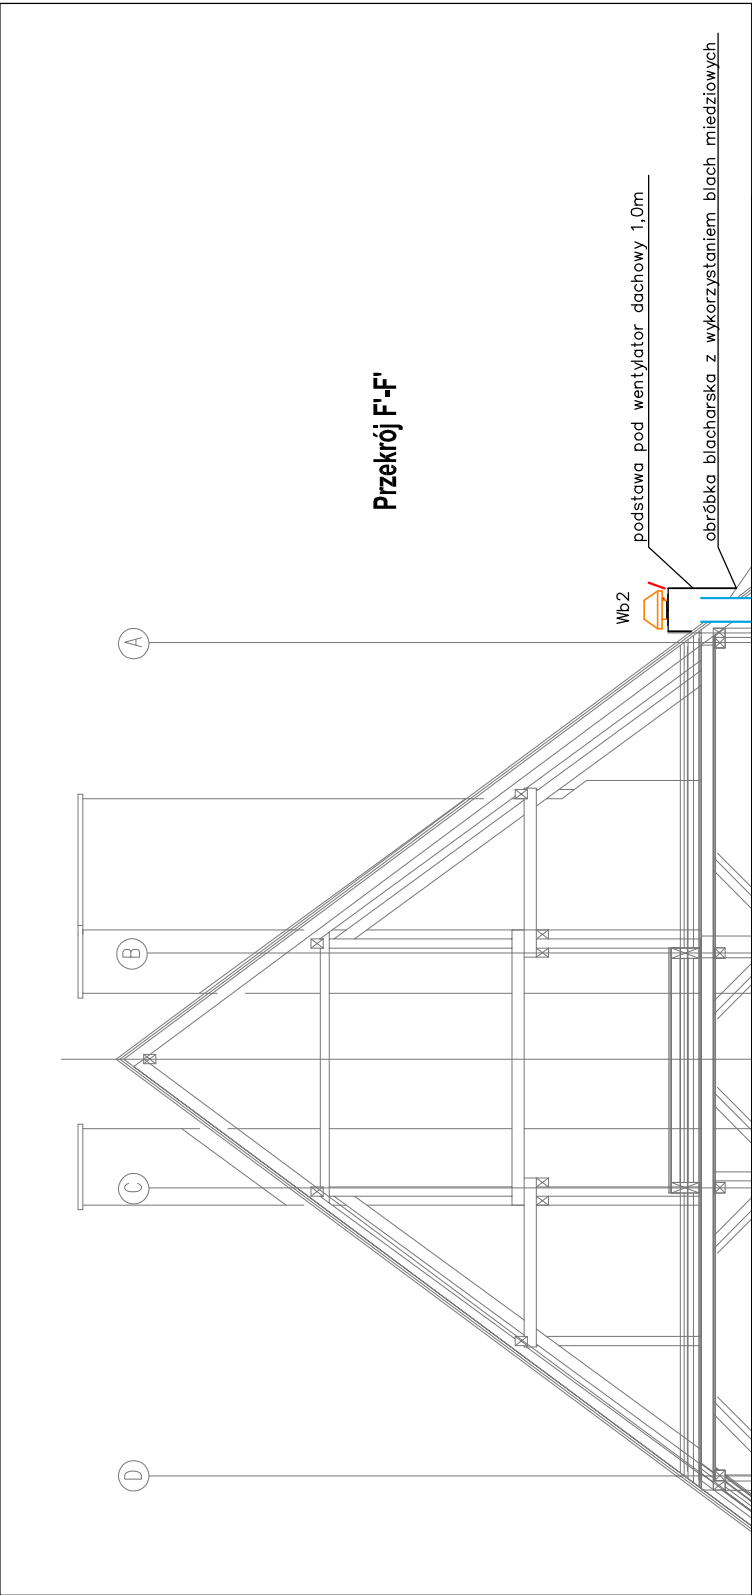 D
C
B
A
Przekrój F'-F'
Wb2
podstawa pod wentylator dachowy 1,0m
obróbka blacharska z wykorzystaniem blach miedziowych